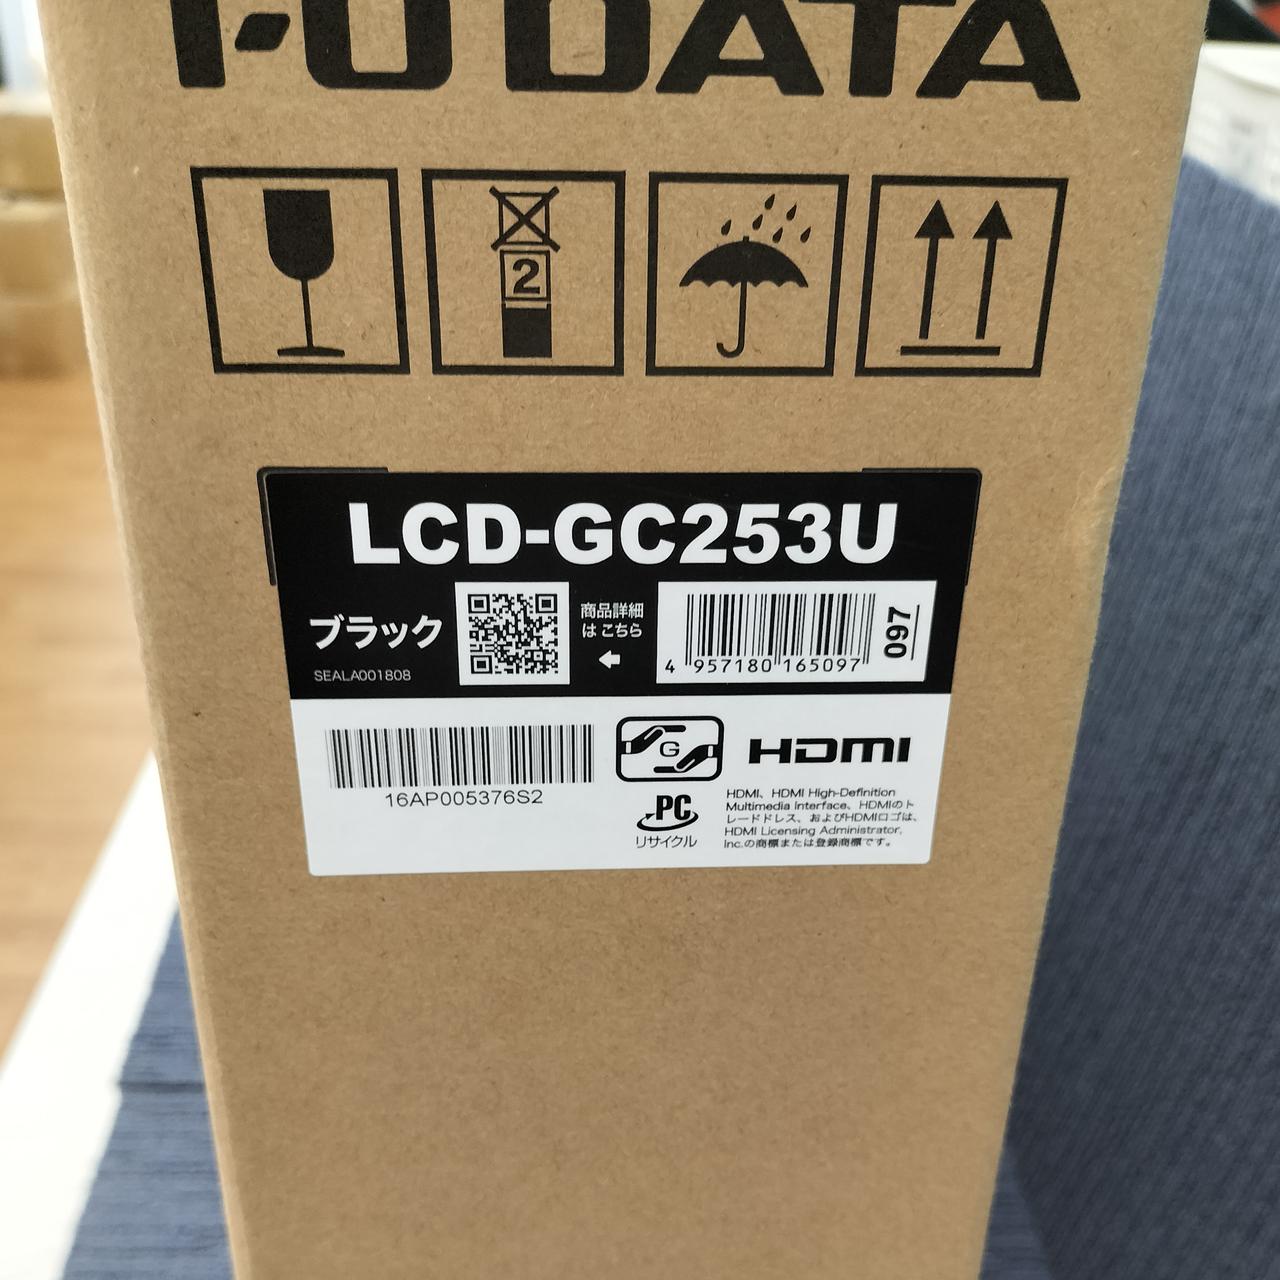 I-O DATA
2
LCD-GC253U
ブラック
SEALA001808
商品詳細
は こちら
4 957180 165097
097
16AP005376S2
G
HDMI
PC
リサイクル
HDMI、HDMI High-Definition
Multimedia Interface、HDMIのト
レードドレス、およびHDMIロゴは、
HDMI Licensing Administrator,
Inc.の商標または登録商標です。